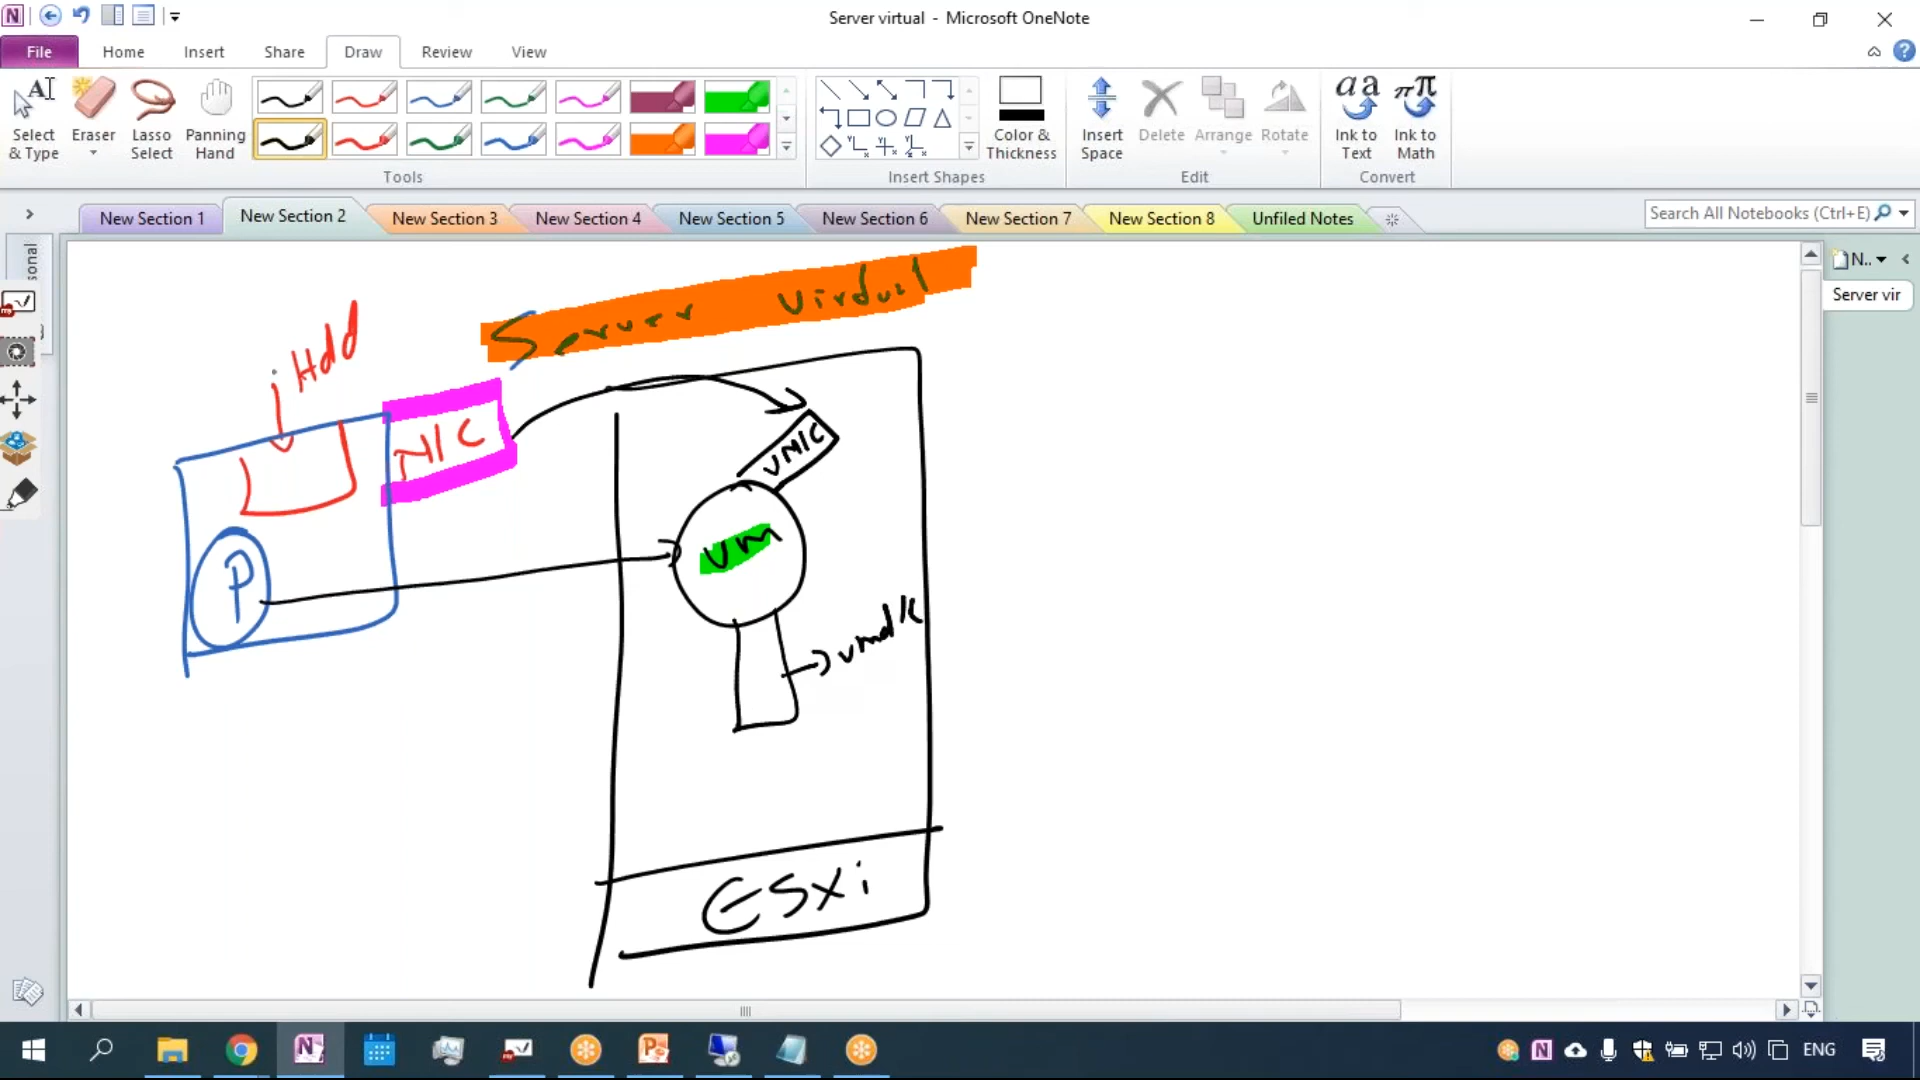 Server virtual - Microsoft OneNote
File
Home
Insert
Share
Draw
Review
View
Select & Type
Eraser
Lasso Select
Panning Hand
Tools
Insert Shapes
Color & Thickness
Insert Space
Delete
Arrange
Rotate
Edit
Ink to Text
Ink to Math
Convert
New Section 1
New Section 2
New Section 3
New Section 4
New Section 5
New Section 6
New Section 7
New Section 8
Unfiled Notes
Search All Notebooks (Ctrl+E)
N..
Server vir
sonal
Server Virdual
Hdd
NIC
VNIC
P
VM
vmdk
ESXi
ENG